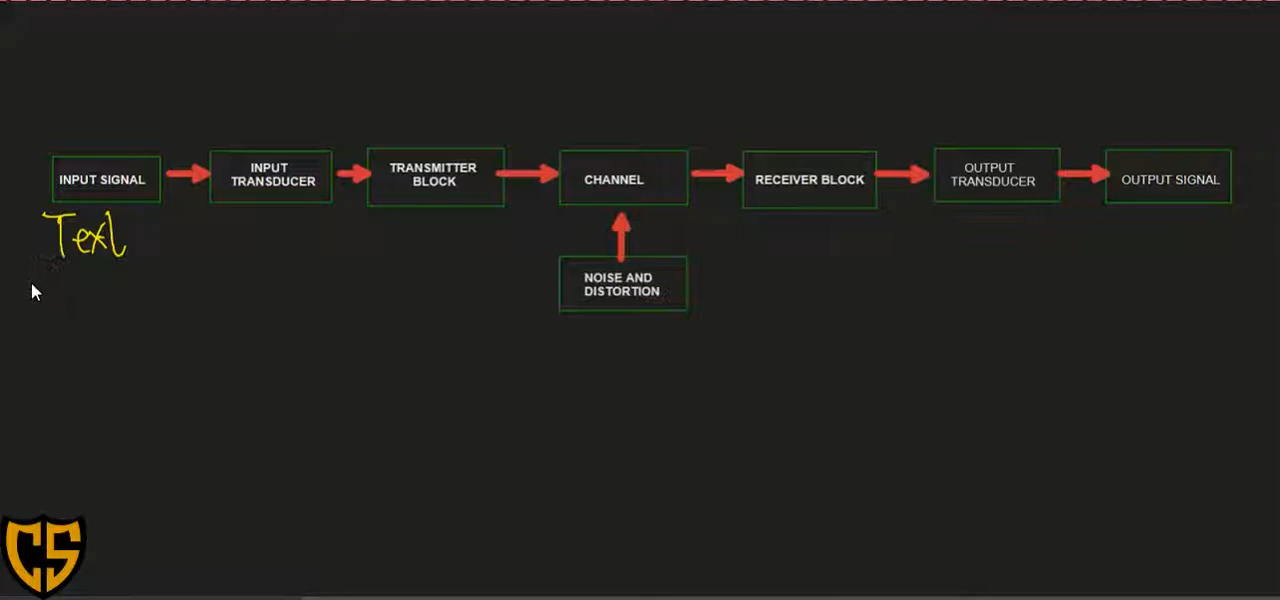 INPUT SIGNAL
INPUT
TRANSDUCER
TRANSMITTER
BLOCK
CHANNEL
RECEIVER BLOCK
OUTPUT
TRANSDUCER
OUTPUT SIGNAL
Text
NOISE AND
DISTORTION
CS